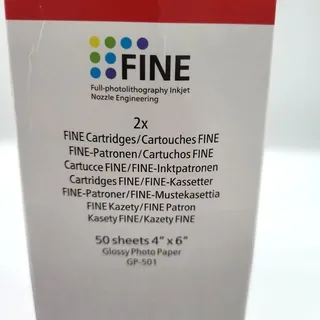 FINE
Full-photolithography Inkjet
Nozzle Engineering
2x
FINE Cartridges/Cartouches FINE
FINE-Patronen/Cartuchos FINE
Cartucce FINE/FINE-Inktpatronen
Cartridges FINE/FINE-Kassetter
FINE-Patroner/FINE-Mustekasettia
FINE Kazety/FINE Patron
Kasety FINE/Kazety FINE
50 sheets 4" x 6"
Glossy Photo Paper
GP-501